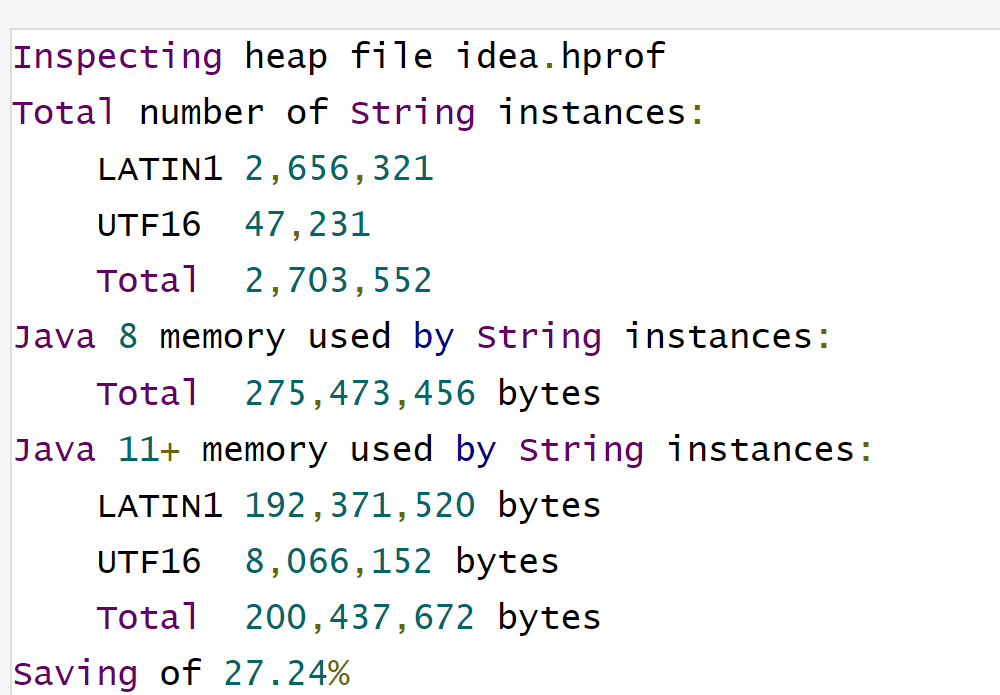 Inspecting heap file idea.hprof
Total number of String instances:
LATIN1 2,656,321
UTF16 47,231
Total 2,703,552
Java 8 memory used by String instances:
Total 275,473,456 bytes
Java 11+ memory used by String instances:
LATIN1 192,371,520 bytes
UTF16 8,066,152 bytes
Total 200,437,672 bytes
Saving of 27.24%